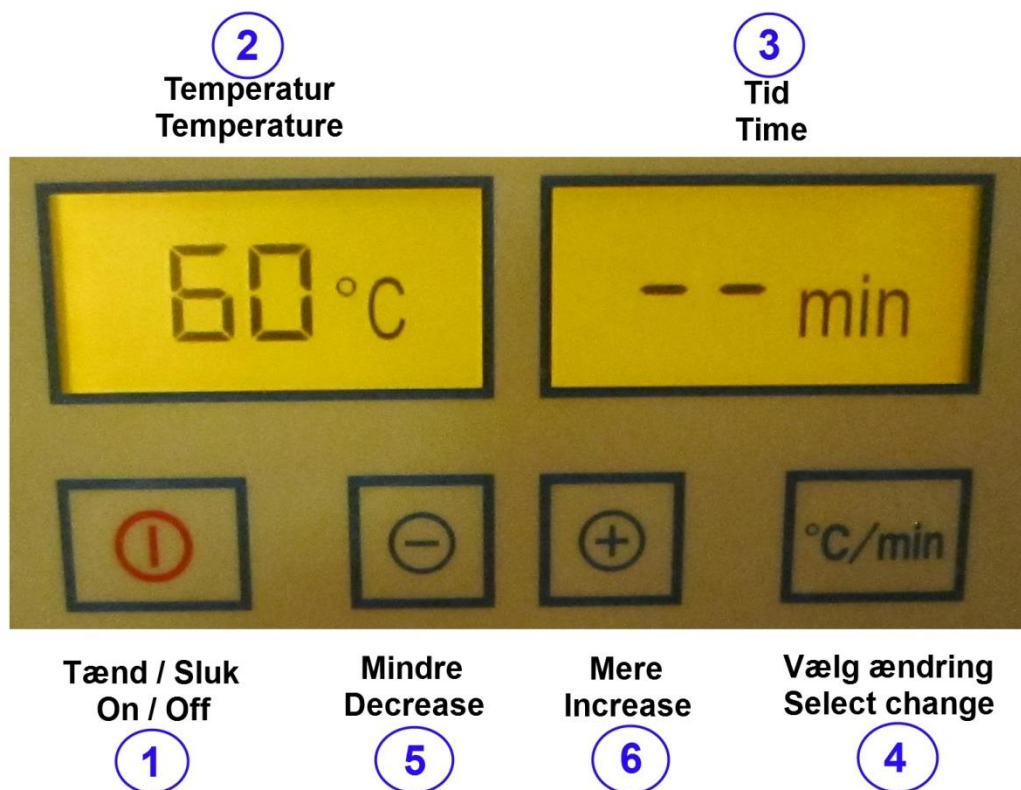 2
3
Temperatur
Temperature
Tid
Time
60 °C
-- min
°C/min
Tænd / Sluk
On / Off
Mindre
Decrease
Mere
Increase
Vælg ændring
Select change
1
5
6
4